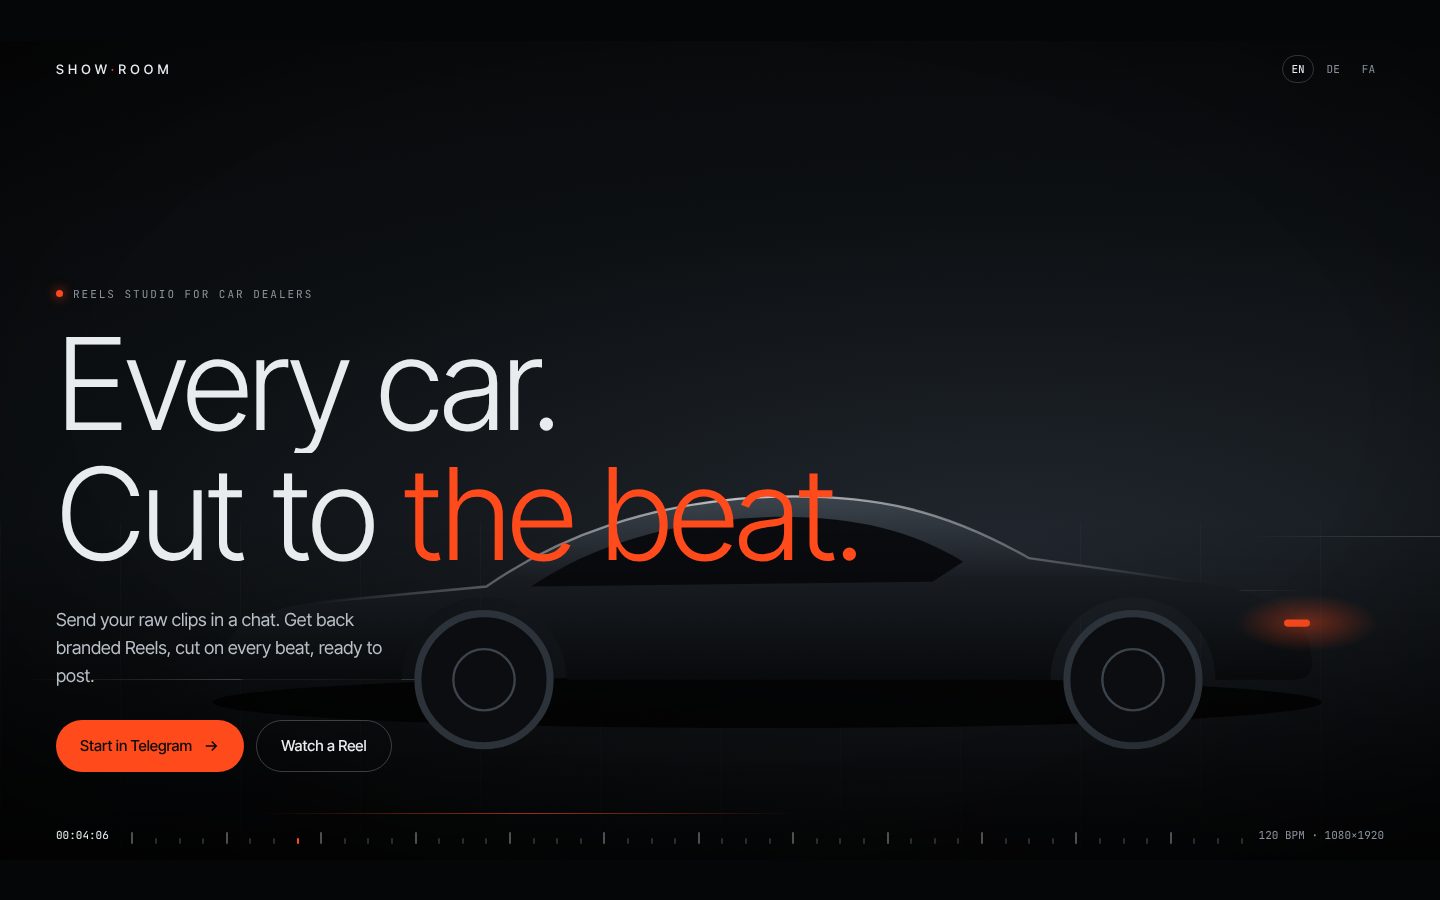 SHOW·ROOM
EN DE FA
REELS STUDIO FOR CAR DEALERS
Every car.
Cut to the beat.
Send your raw clips in a chat. Get back
branded Reels, cut on every beat, ready to
post.
Start in Telegram →
Watch a Reel
00:04:06
120 BPM · 1080×1920